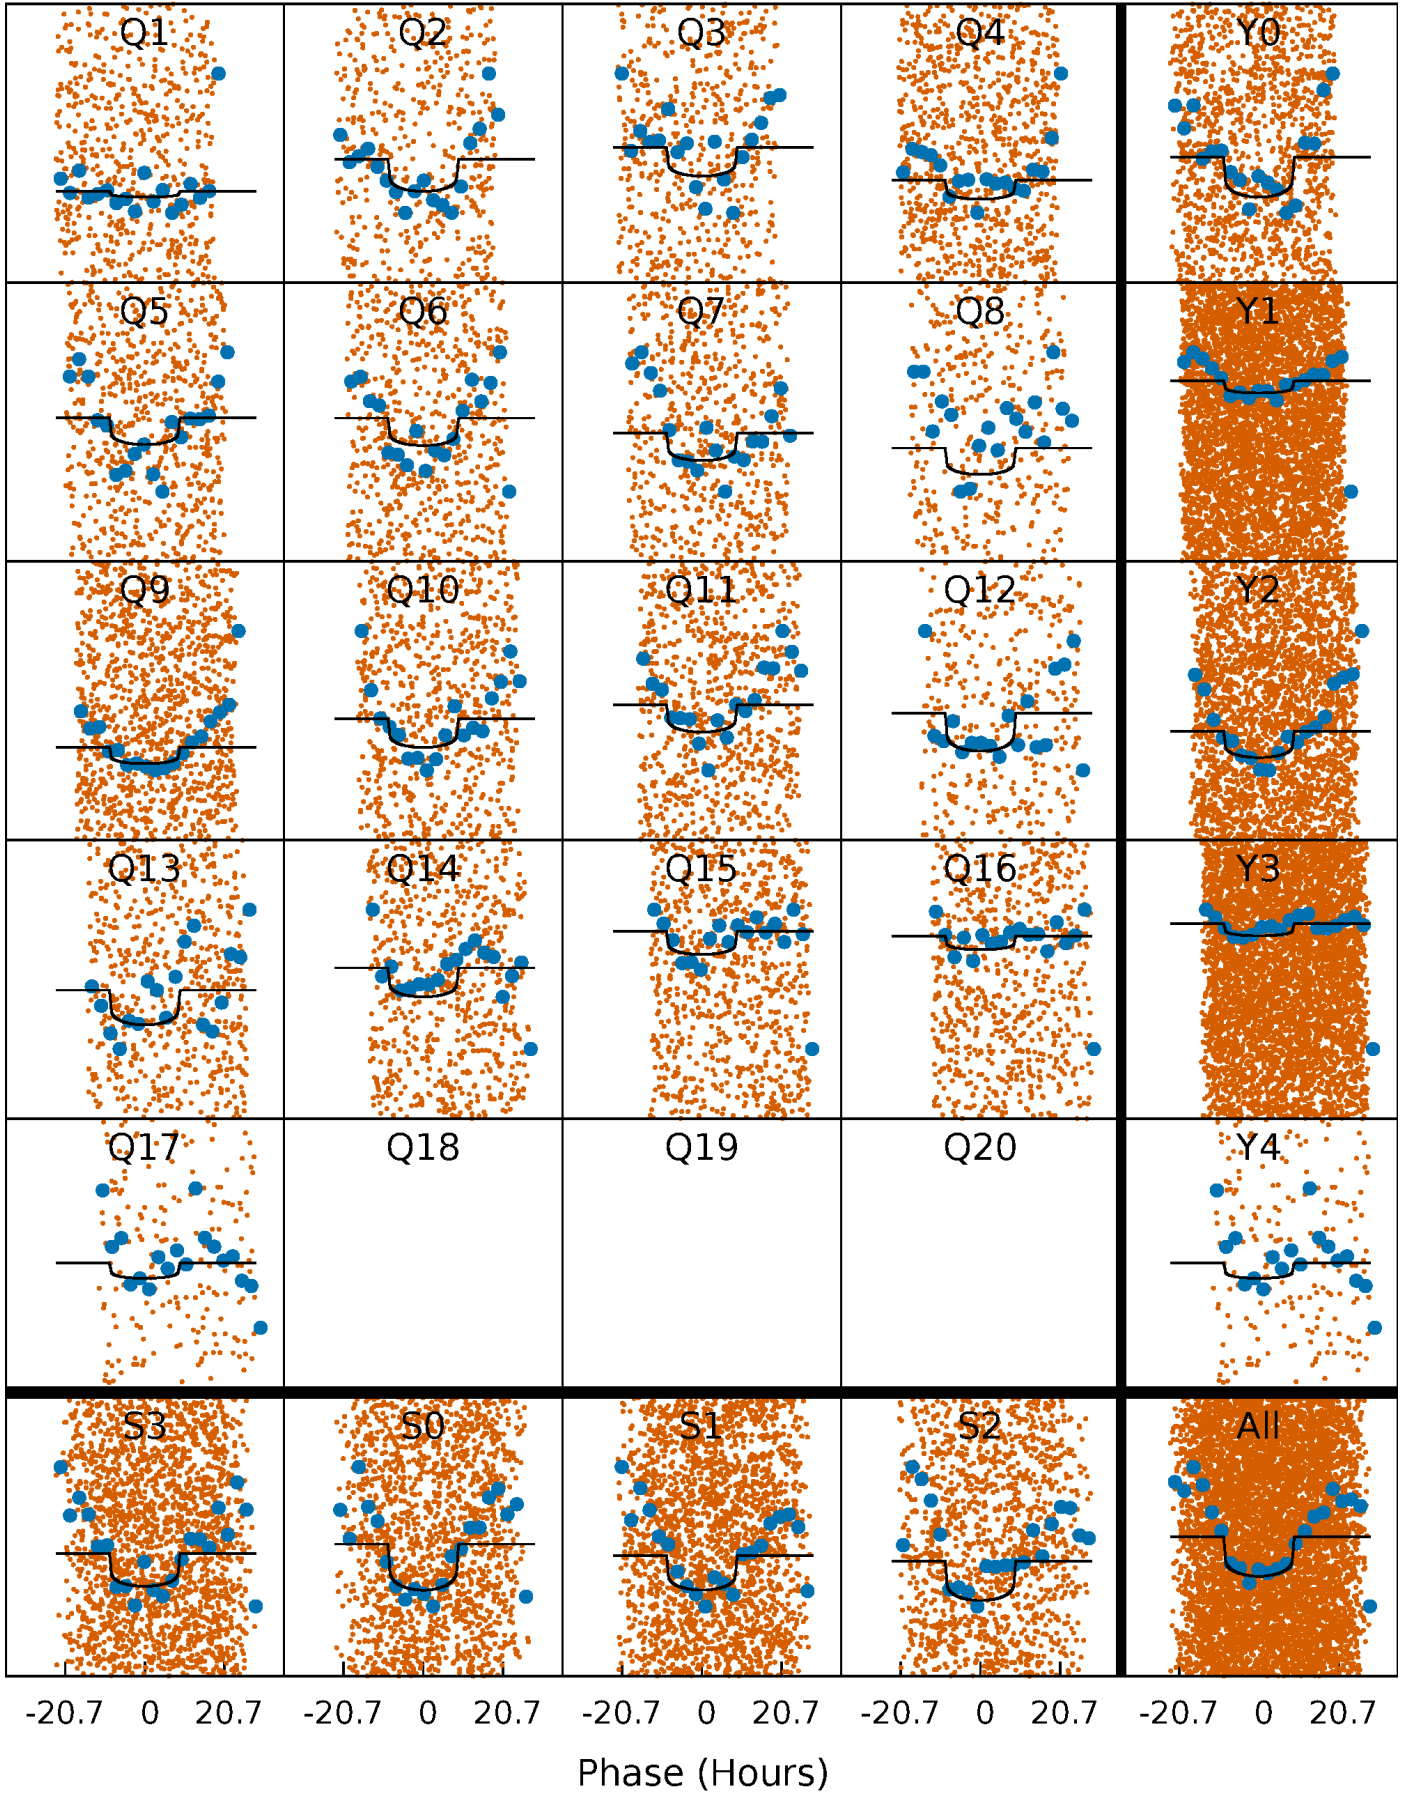 Q1 Q2 Q3 Q4 Y0
Q5 Q6 Q7 Q8 Y1
Q9 Q10 Q11 Q12 Y2
Q13 Q14 Q15 Q16 Y3
Q17 Q18 Q19 Q20 Y4
S3 S0 S1 S2 All
-20.7 0 20.7 -20.7 0 20.7 -20.7 0 20.7 -20.7 0 20.7 -20.7 0 20.7
Phase (Hours)